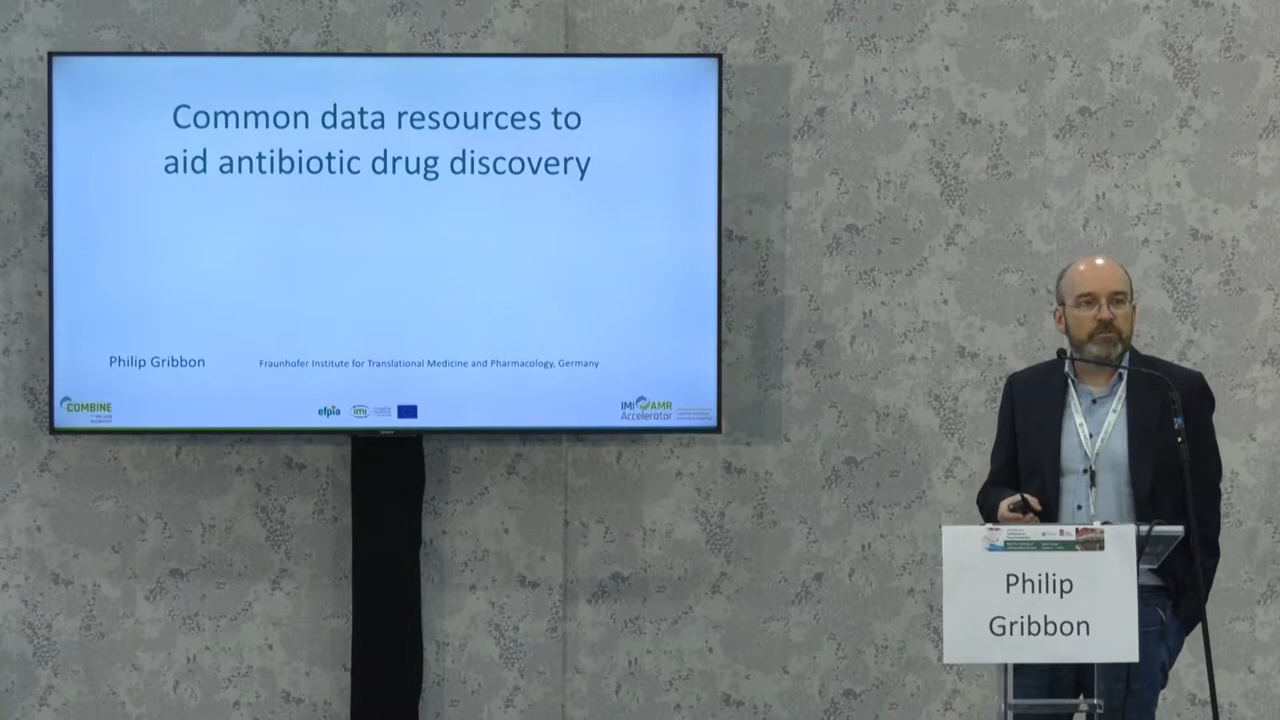 Common data resources to
aid antibiotic drug discovery
Philip Gribbon
Fraunhofer Institute for Translational Medicine and Pharmacology, Germany
COMBINE
efpia
imi
IMI AMR
Accelerator
Philip
Gribbon